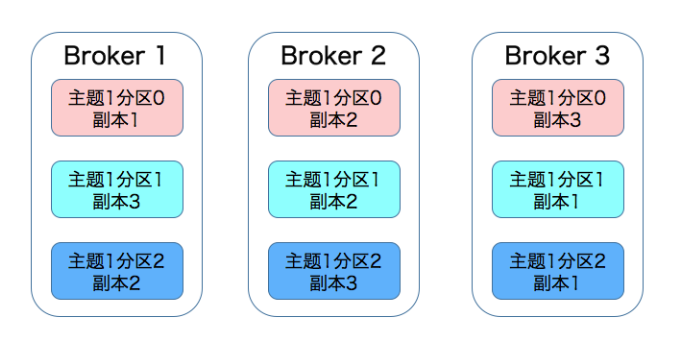 Broker 1
主题1分区0
副本1
主题1分区1
副本3
主题1分区2
副本2
Broker 2
主题1分区0
副本2
主题1分区1
副本2
主题1分区2
副本3
Broker 3
主题1分区0
副本3
主题1分区1
副本1
主题1分区2
副本1